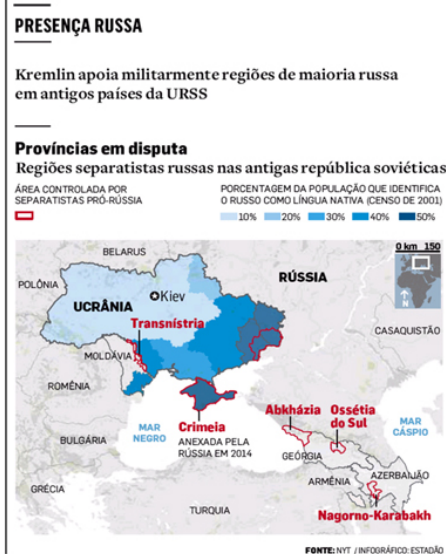 PRESENÇA RUSSA
Kremlin apoia militarmente regiões de maioria russa
em antigos países da URSS
Províncias em disputa
Regiões separatistas russas nas antigas república soviéticas
ÁREA CONTROLADA POR
SEPARATISTAS PRÓ-RÚSSIA
PORCENTAGEM DA POPULAÇÃO QUE IDENTIFICA
O RUSSO COMO LÍNGUA NATIVA (CENSO DE 2001)
10% 20% 30% 40% 50%
0 km 150
N
BELARUS
POLÔNIA
RÚSSIA
Kiev
UCRÂNIA
Transnístria
CASAQUISTÃO
MOLDÁVIA
ROMÊNIA
Abkházia
Ossétia
do Sul
MAR
NEGRO
Crimeia
ANEXADA PELA
RÚSSIA EM 2014
MAR
CÁSPIO
BULGÁRIA
GEÓRGIA
ARMÊNIA
AZERBAIJÃO
GRÉCIA
TURQUIA
Nagorno-Karabakh
FONTE: NYT / INFOGRÁFICO: ESTADÃO